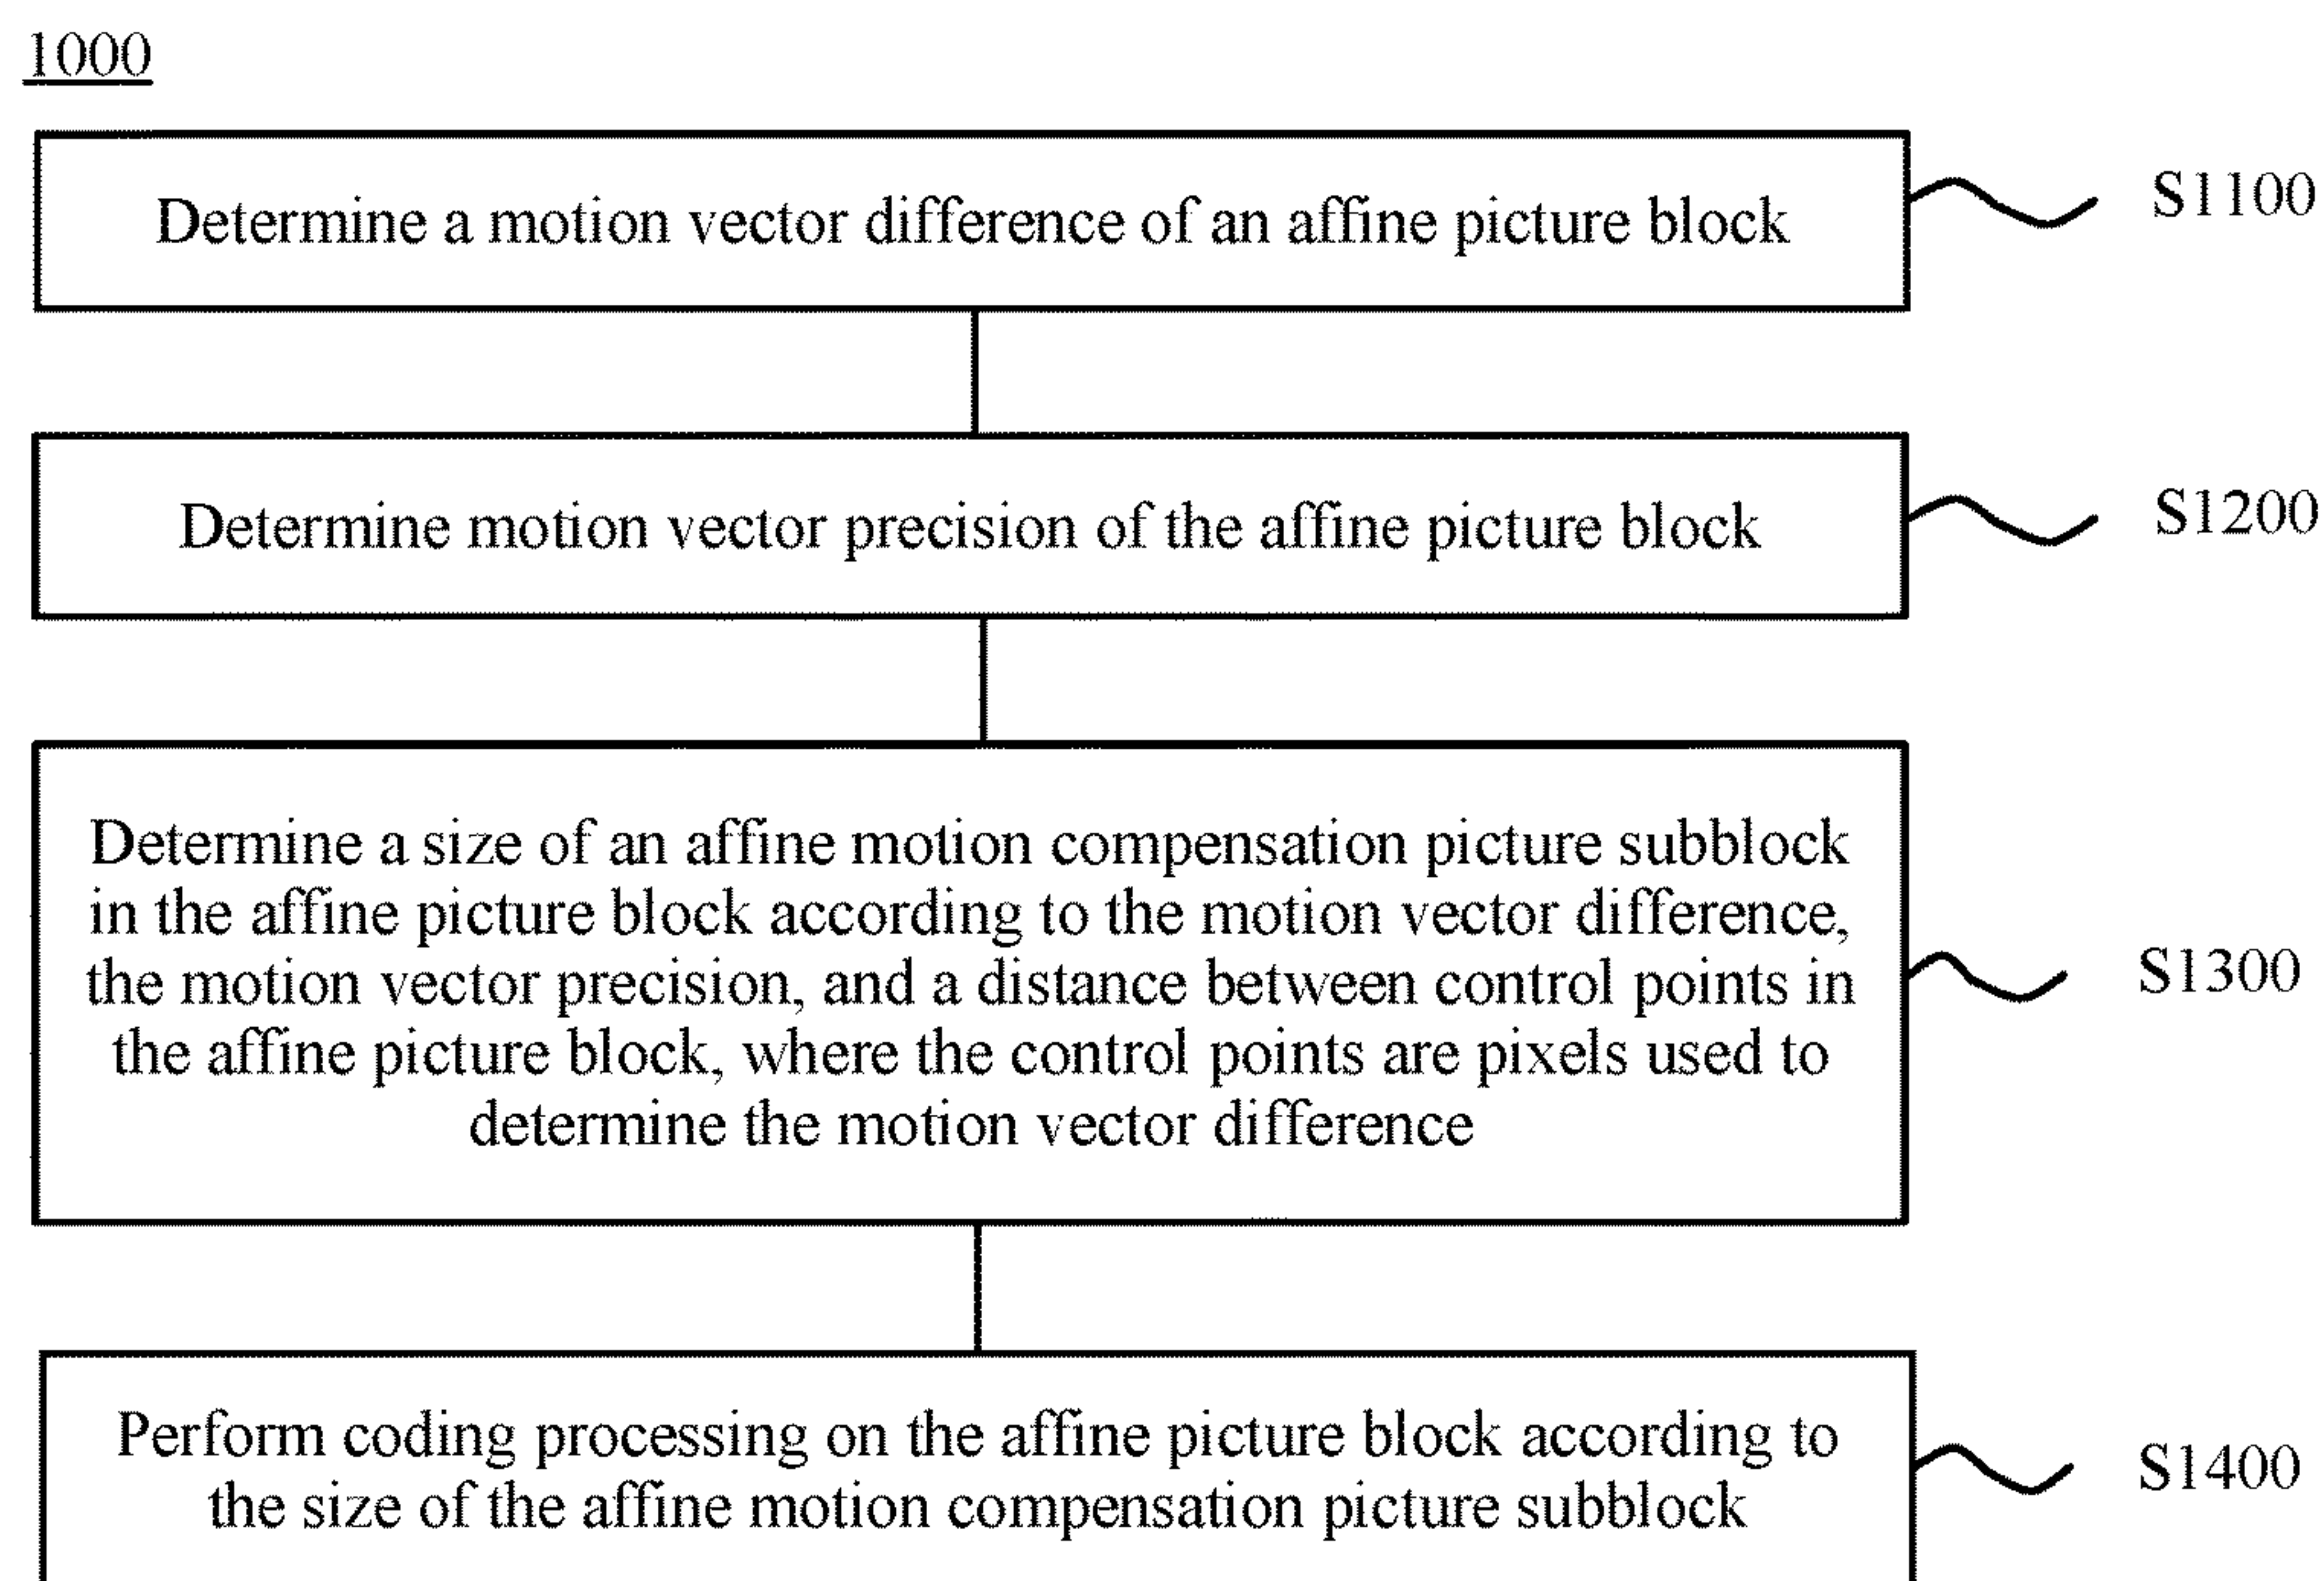 1000
Determine a motion vector difference of an affine picture block
S1100
Determine motion vector precision of the affine picture block
S1200
Determine a size of an affine motion compensation picture subblock
in the affine picture block according to the motion vector difference,
the motion vector precision, and a distance between control points in
the affine picture block, where the control points are pixels used to
determine the motion vector difference
S1300
Perform coding processing on the affine picture block according to
the size of the affine motion compensation picture subblock
S1400